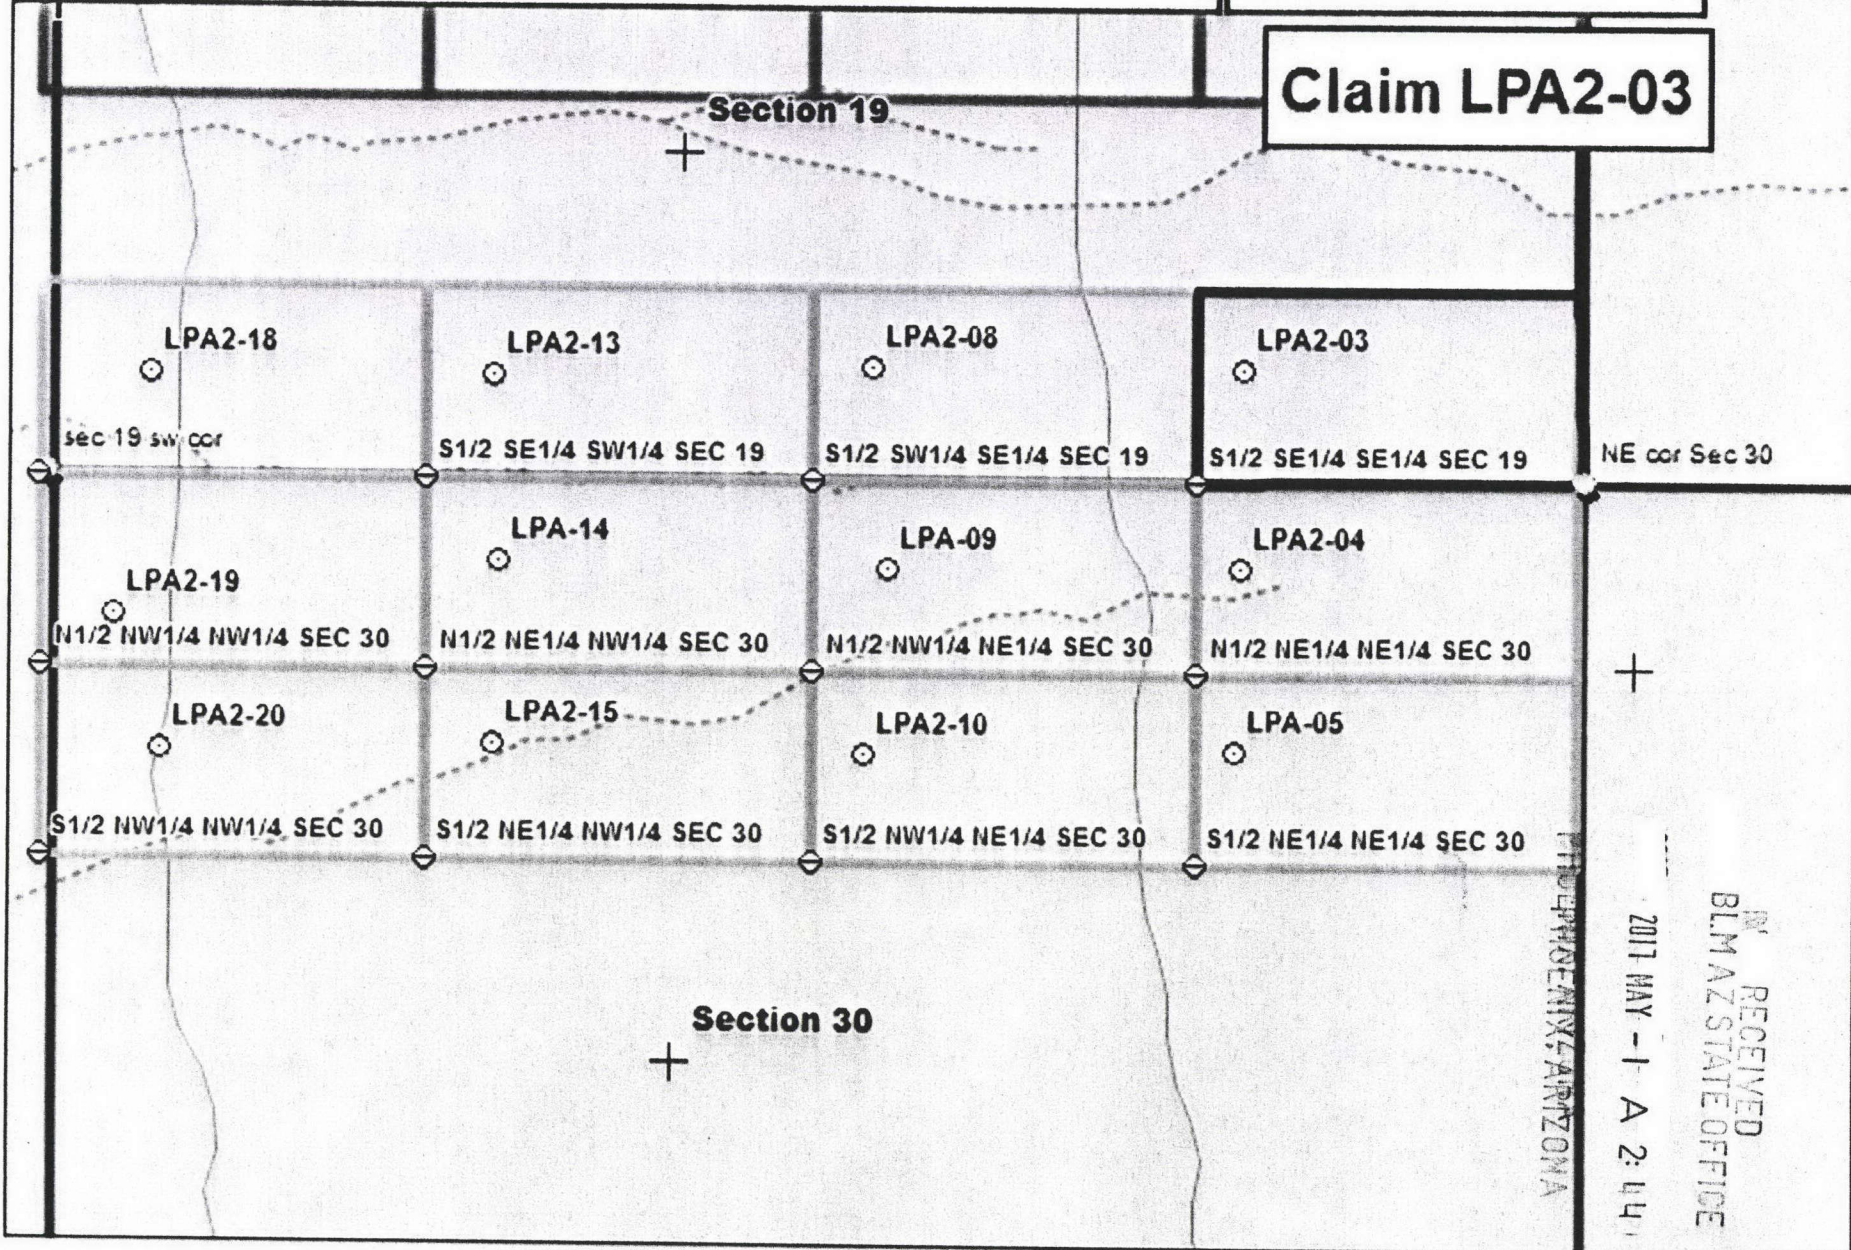 Claim LPA2-03
Section 19
LPA2-18
LPA2-13
LPA2-08
LPA2-03
sec 19 sw cor
S1/2 SE1/4 SW1/4 SEC 19
S1/2 SW1/4 SE1/4 SEC 19
S1/2 SE1/4 SE1/4 SEC 19
NE cor Sec 30
LPA-14
LPA-09
LPA2-04
LPA2-19
N1/2 NW1/4 NW1/4 SEC 30
N1/2 NE1/4 NW1/4 SEC 30
N1/2 NW1/4 NE1/4 SEC 30
N1/2 NE1/4 NE1/4 SEC 30
LPA2-20
LPA2-15
LPA2-10
LPA-05
S1/2 NW1/4 NW1/4 SEC 30
S1/2 NE1/4 NW1/4 SEC 30
S1/2 NW1/4 NE1/4 SEC 30
S1/2 NE1/4 NE1/4 SEC 30
Section 30
RECEIVED
BLM AZ STATE OFFICE
2017 MAY -1 A 2:44
ARIZONA